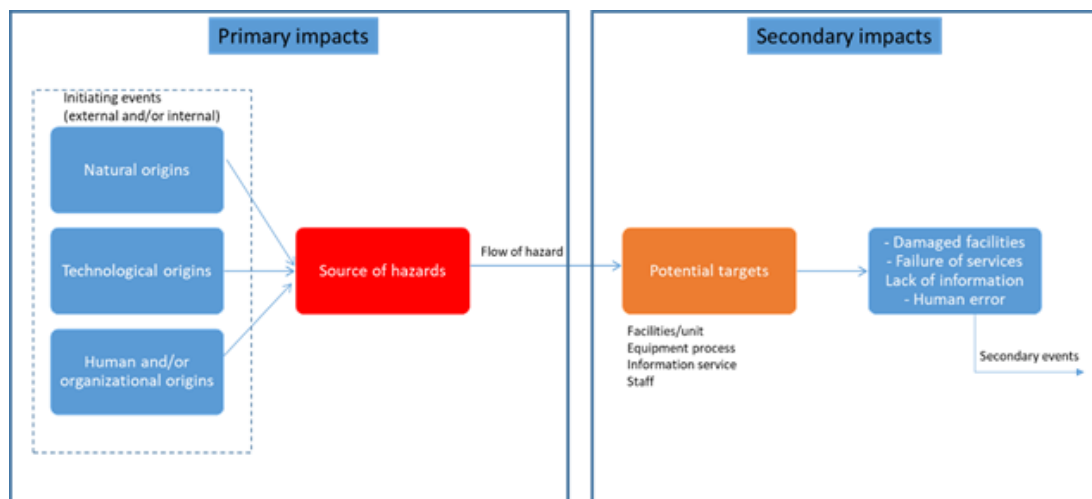 Primary impacts
Initiating events
(external and/or internal)
Natural origins
Technological origins
Human and/or
organizational origins
Source of hazards
Flow of hazard
Secondary impacts
Potential targets
Facilities/unit
Equipment process
Information service
Staff
- Damaged facilities
- Failure of services
Lack of information
- Human error
Secondary events